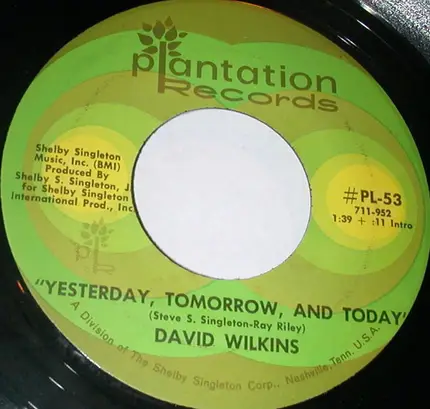 plantation
Records
Shelby Singleton
Music, Inc. (BMI)
Produced By
Shelby S. Singleton, J
for Shelby Singleton
International Prod., Inc
#PL-53
711-952
1:39 + :11 Intro
"YESTERDAY, TOMORROW, AND TODAY"
(Steve S. Singleton-Ray Riley)
DAVID WILKINS
A Division of The Shelby Singleton Corp., Nashville, Tenn. U.S.A.